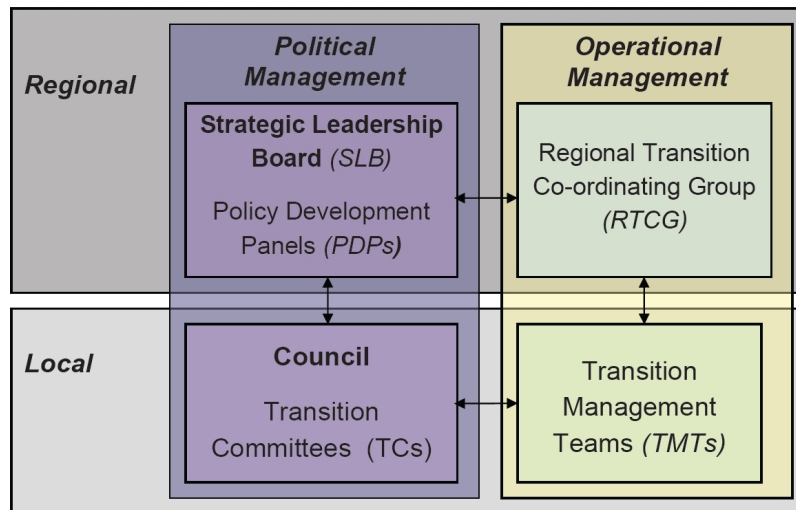 Political
Management
Operational
Management
Regional
Strategic Leadership
Board (SLB)
Policy Development
Panels (PDPs)
Regional Transition
Co-ordinating Group
(RTCG)
Local
Council
Transition
Committees (TCs)
Transition
Management
Teams (TMTs)